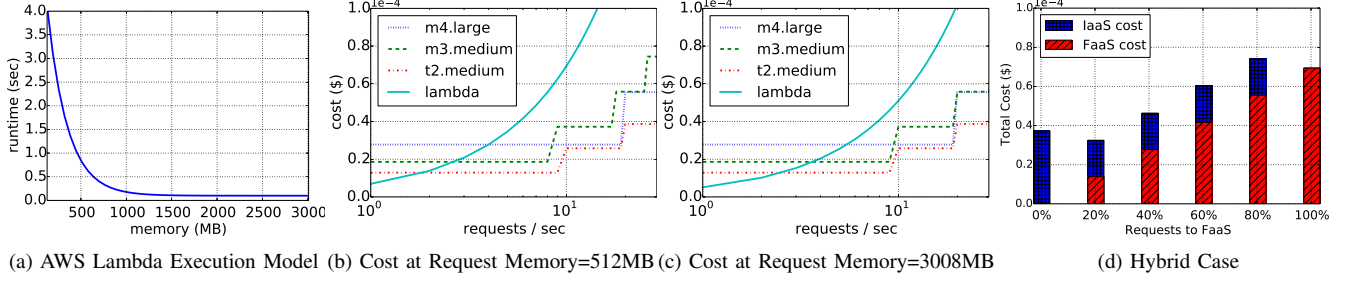 4.0
3.5
3.0
2.5
2.0
1.5
1.0
0.5
0.0
runtime (sec)
500 1000 1500 2000 2500 3000
memory (MB)
(a) AWS Lambda Execution Model
1.0 1e−4
0.8
0.6
0.4
0.2
0.0
cost ($)
m4.large
m3.medium
t2.medium
lambda
10^0 10^1
requests / sec
(b) Cost at Request Memory=512MB
1.0 1e−4
0.8
0.6
0.4
0.2
0.0
cost ($)
m4.large
m3.medium
t2.medium
lambda
10^0 10^1
requests / sec
(c) Cost at Request Memory=3008MB
1.0 1e−4
0.8
0.6
0.4
0.2
0.0
Total Cost ($)
IaaS cost
FaaS cost
0% 20% 40% 60% 80% 100%
Requests to FaaS
(d) Hybrid Case